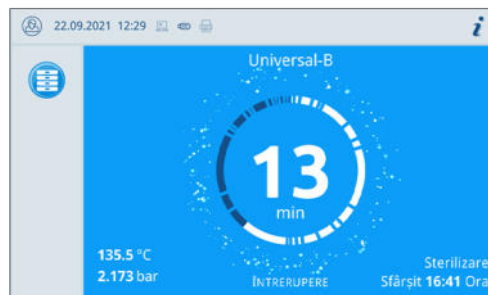 22.09.2021 12:29
i
Universal-B
13
min
135.5 °C
2.173 bar
ÎNTRERUPERE
Sterilizare
Sfârșit 16:41 Ora